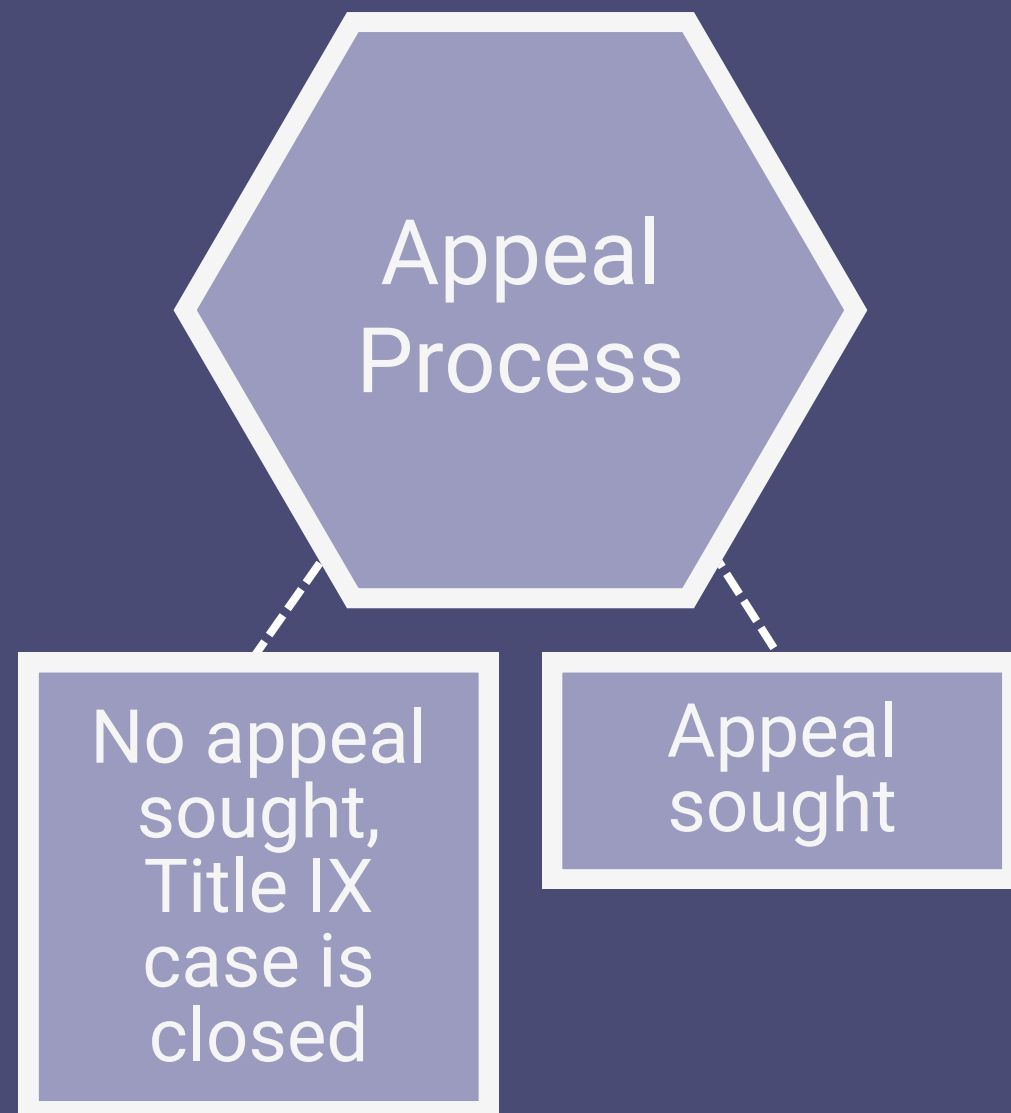 Appeal
Process
No appeal
sought,
Title IX
case is
closed
Appeal
sought